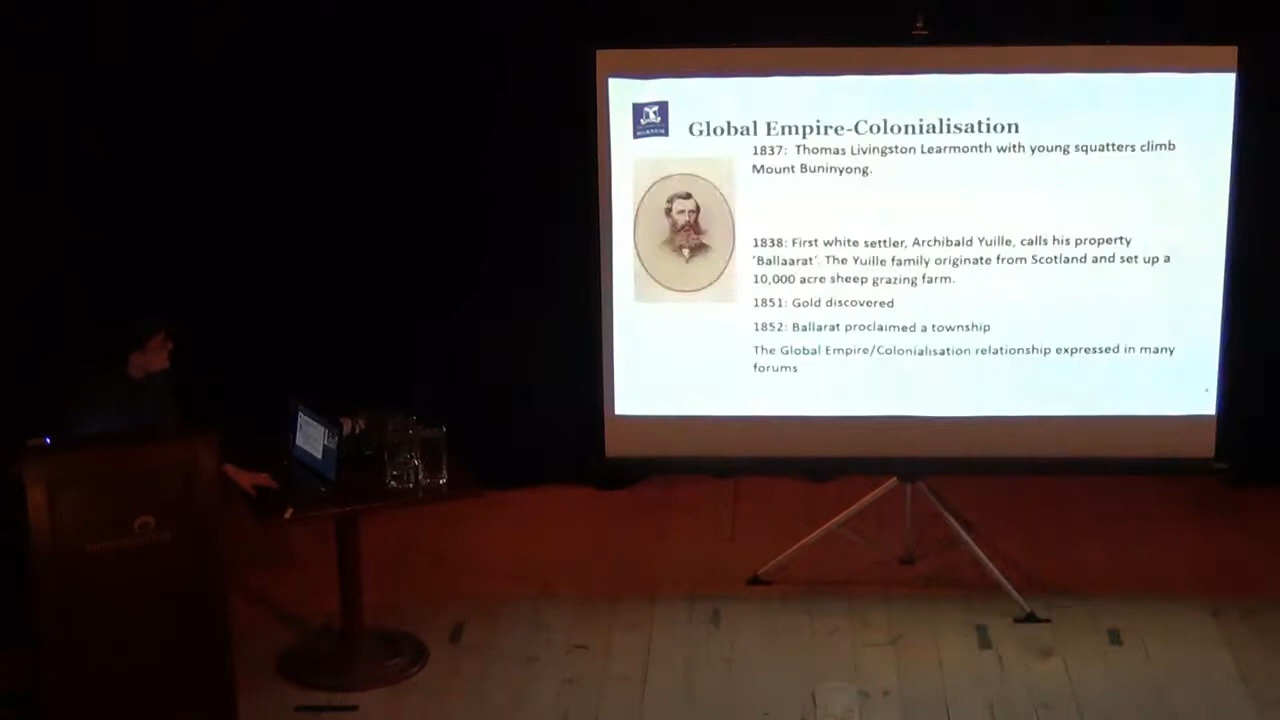 Global Empire-Colonialisation
1837: Thomas Livingston Learmonth with young squatters climb
Mount Buninyong.
1838: First white settler, Archibald Yuille, calls his property
'Ballaarat'. The Yuille family originate from Scotland and set up a
10,000 acre sheep grazing farm.
1851: Gold discovered
1852: Ballarat proclaimed a township
The Global Empire/Colonialisation relationship expressed in many
forums